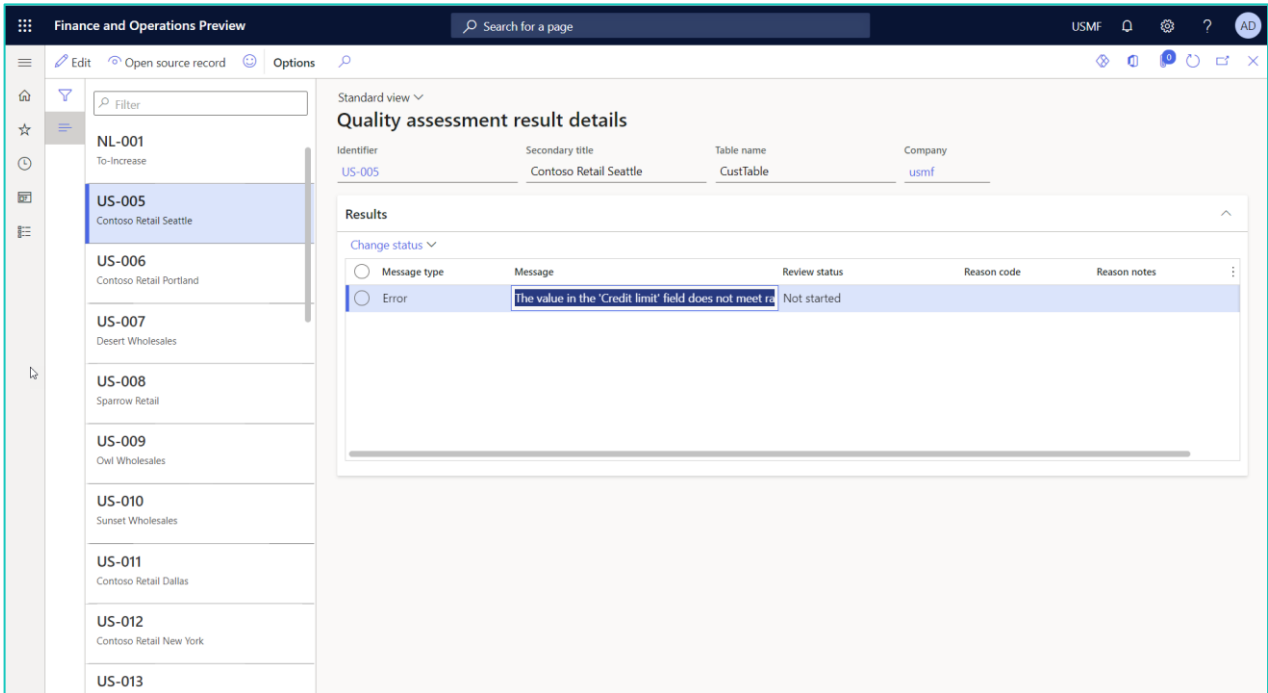 Finance and Operations Preview
Search for a page
USMF
?
AD
Edit
Open source record
Options
0
Filter
NL-001
To-Increase
US-005
Contoso Retail Seattle
US-006
Contoso Retail Portland
US-007
Desert Wholesales
US-008
Sparrow Retail
US-009
Owl Wholesales
US-010
Sunset Wholesales
US-011
Contoso Retail Dallas
US-012
Contoso Retail New York
US-013
Standard view
Quality assessment result details
Identifier Secondary title Table name Company
US-005 Contoso Retail Seattle CustTable usmf
Results
Change status
Message type Message Review status Reason code Reason notes
Error The value in the 'Credit limit' field does not meet ra Not started